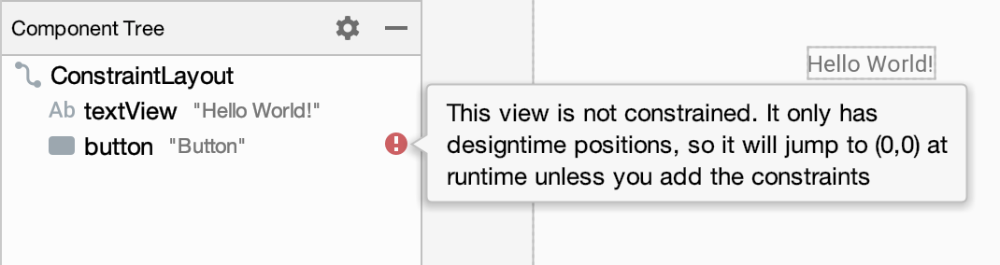 Component Tree
ConstraintLayout
Ab textView "Hello World!"
button "Button"
Hello World!
This view is not constrained. It only has
designtime positions, so it will jump to (0,0) at
runtime unless you add the constraints